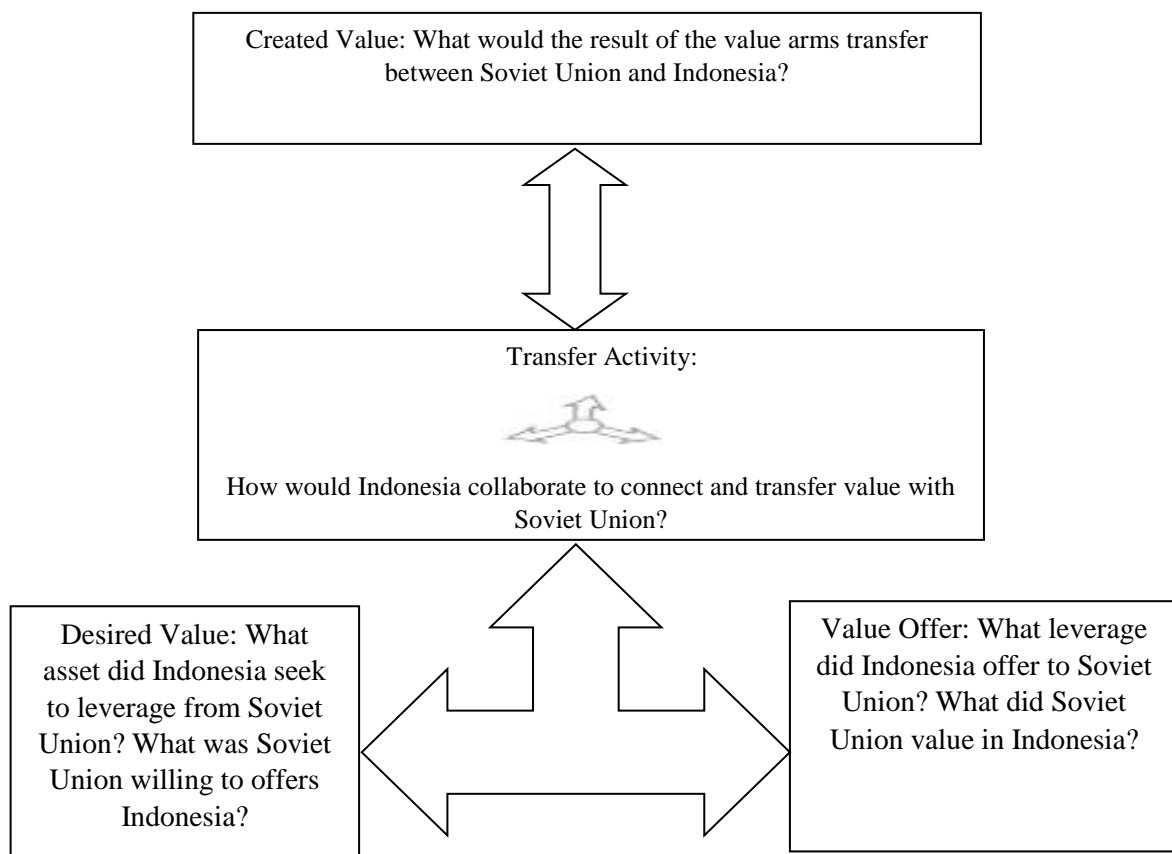 Created Value: What would the result of the value arms transfer
between Soviet Union and Indonesia?
Transfer Activity:
How would Indonesia collaborate to connect and transfer value with
Soviet Union?
Desired Value: What
asset did Indonesia seek
to leverage from Soviet
Union? What was Soviet
Union willing to offers
Indonesia?
Value Offer: What leverage
did Indonesia offer to Soviet
Union? What did Soviet
Union value in Indonesia?